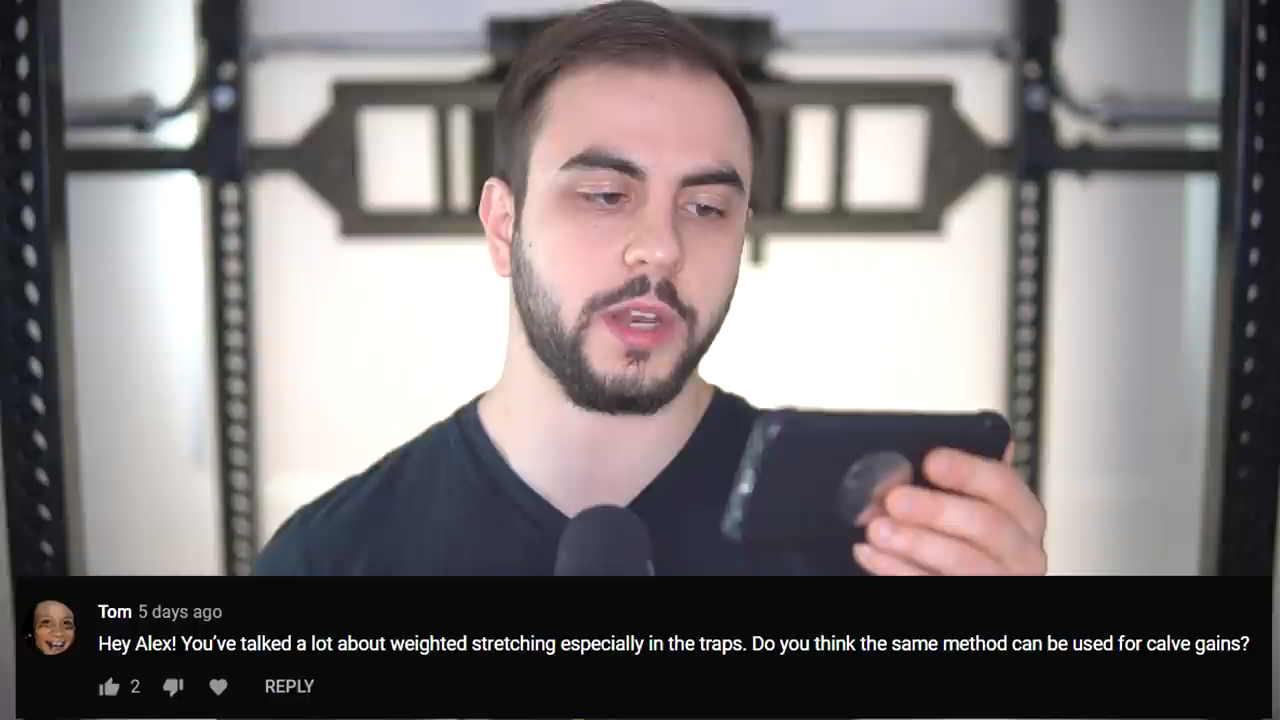 Tom 5 days ago
Hey Alex! You’ve talked a lot about weighted stretching especially in the traps. Do you think the same method can be used for calve gains?
2 REPLY